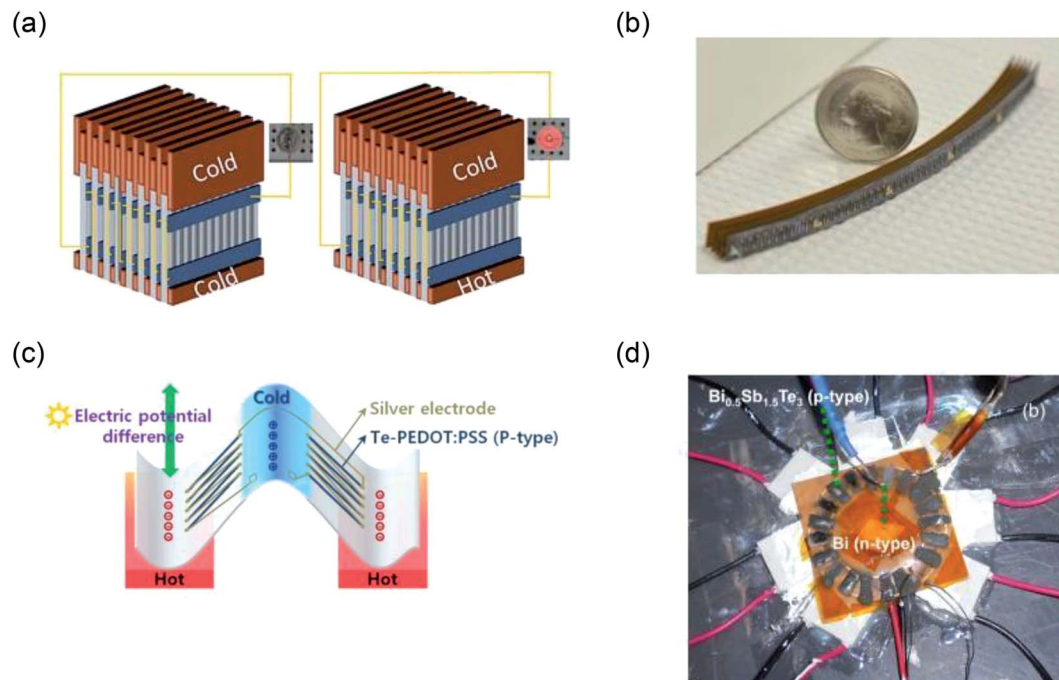 (a)
(b)
Cold
Cold
Cold
Hot
(c)
(d)
Cold
Electric potential
difference
Silver electrode
Te-PEDOT:PSS (P-type)
Hot
Hot
Bi0.5Sb1.5Te3 (p-type)
(b)
Bi (n-type)